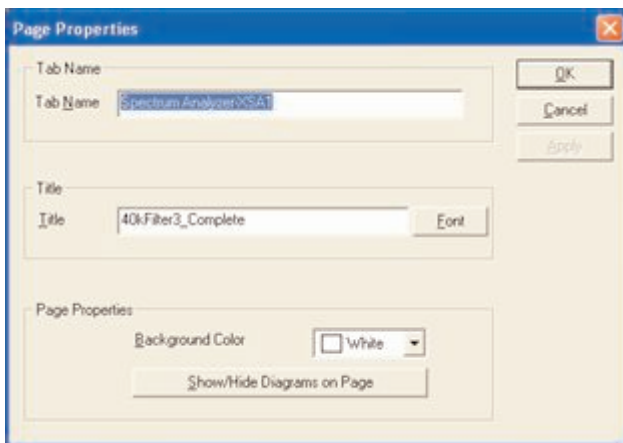 Page Properties
Tab Name
Tab Name Spectrum Analyzer-XSA1
OK
Cancel
Apply
Title
Title 40kFilter3_Complete Font
Page Properties
Background Color White
Show/Hide Diagrams on Page